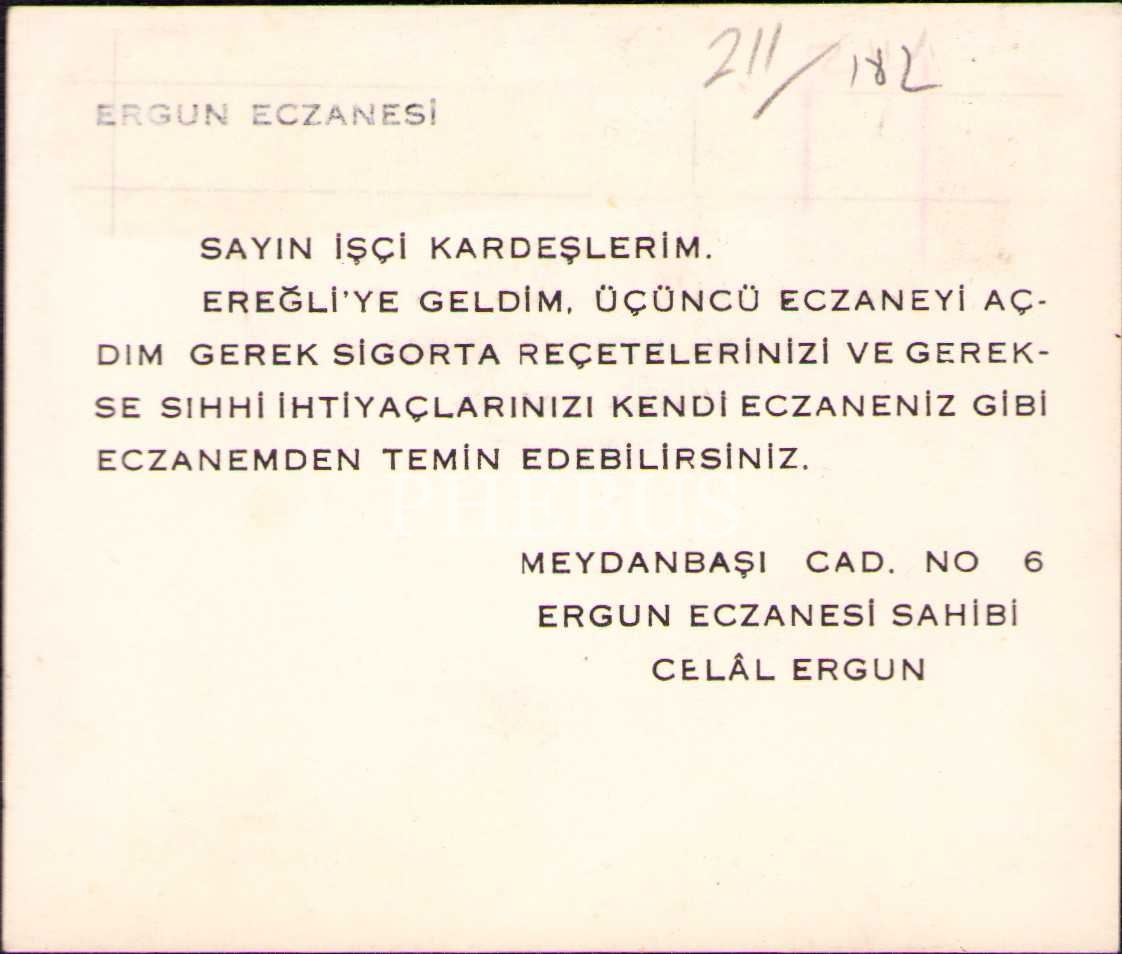 211/182
ERGUN ECZANESİ
SAYIN İŞÇİ KARDEŞLERİM.
EREĞLİ'YE GELDİM, ÜÇÜNCÜ ECZANEYİ AÇ-
DIM GEREK SİGORTA REÇETELERİNİZİ VE GEREK-
SE SIHHİ İHTİYAÇLARINIZI KENDİ ECZANENİZ GİBİ
ECZANEMDEN TEMİN EDEBİLİRSİNİZ.
PHEBUS
MEYDANBAŞI CAD. NO 6
ERGUN ECZANESİ SAHİBİ
CELÂL ERGUN